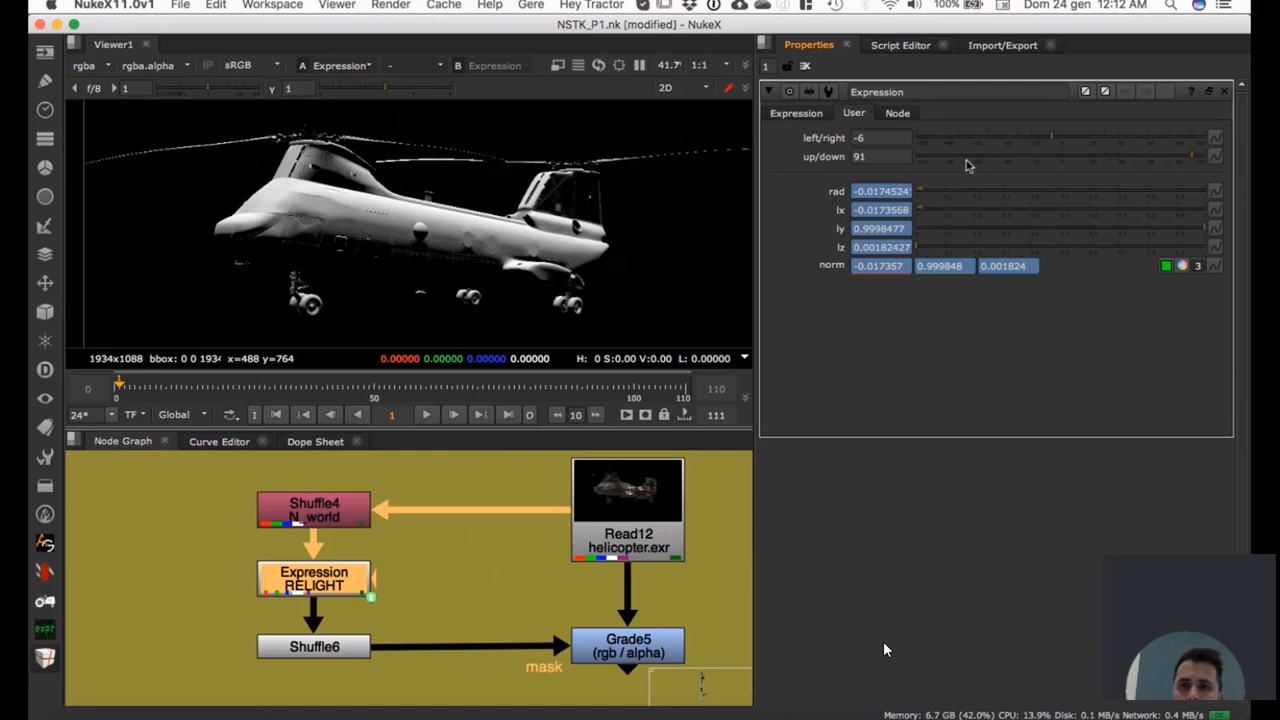 NukeX11.0v1 File Edit Workspace Viewer Render Cache Help Gere Hey Tractor 100% Dom 24 gen 12:12 AM
NSTK_P1.nk [modified] - NukeX
Viewer1
Properties Script Editor Import/Export
rgba rgba.alpha IP sRGB A Expression - B Expression 41.7 1:1
1
f/8 1 y 1 2D
Expression
Expression User Node
left/right -6
up/down 91
rad -0.0174524
lx -0.0173568
ly 0.9998477
lz 0.00182427
norm -0.017357 0.999848 0.001824 3
1934x1088 bbox: 0 0 1934 x=488 y=764 0.00000 0.00000 0.00000 0.00000 H: 0 S:0.00 V:0.00 L: 0.00000
0 0 50 100 110 110
24* TF Global 1 10 111
Node Graph Curve Editor Dope Sheet
Shuffle4
N_world
Read12
helicopter.exr
Expression
RELIGHT
Shuffle6
Grade5
(rgb / alpha)
mask
expr
Memory: 6.7 GB (42.0%) CPU: 13.9% Disk: 0.1 MB/s Network: 0.4 MB/s